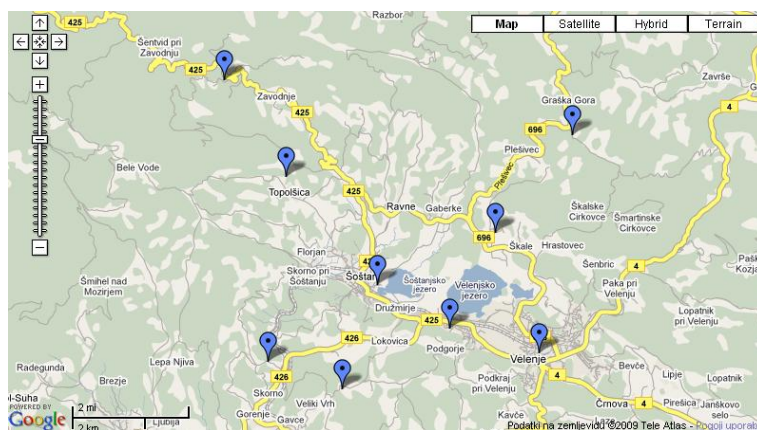 Map Satellite Hybrid Terrain
Razbor
425
Šentvid pri
Zavodnju
425
Zavodnje
425
Završe
4
Graška Gora
696
Plešivec
Plešivec
Bele Vode
Topolšica
425
Ravne
Gaberke
Škalske
Cirkovce
Šmartinske
Cirkovce
696
Škale
Hrastovec
Florjan
Skorno pri
Šoštanju
Šoštanj
Šoštanjsko
jezero
Velenjsko
jezero
Šenbric
4
Paka pri
Velenju
Šmihel nad
Mozirjem
Družmirje
425
Lopatnik
pri Velenju
426
Lokovica
Podgorje
Velenje
Radegunda
Brezje
Lepa Njiva
426
Skorno
Veliki Vrh
Podkraj
pri Velenju
Bevče
Lipje
Lopatnik
4
Gorenje
Gavce
Kavče
Črnova
4
Pirešica
Janškovo
selo
Ljubija
2 mi
2 km
POWERED BY
Google
Podatki na zemljevidu ©2009 Tele Atlas - Pogoji uporab